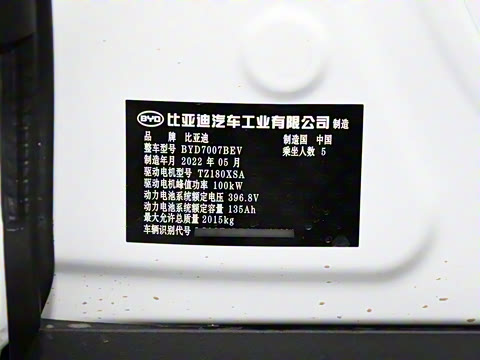 BYD 比亚迪汽车工业有限公司 制造
品 牌 比亚迪 制造国 中国
整车型号 BYD7007BEV 乘坐人数 5
制造年月 2022 年 05 月
驱动电机型号 TZ180XSA
驱动电机峰值功率 100kW
动力电池系统额定电压 396.8V
动力电池系统额定容量 135Ah
最大允许总质量 2015kg
车辆识别代号